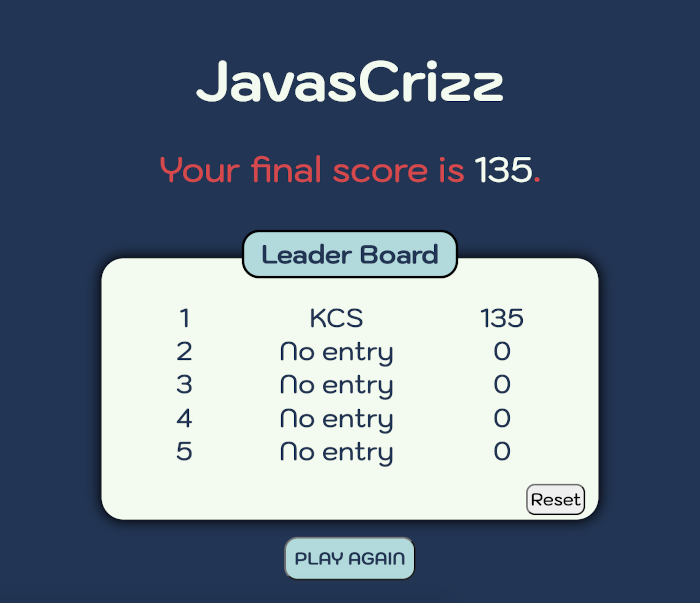 JavasCrizz
Your final score is 135.
Leader Board
1 KCS 135
2 No entry 0
3 No entry 0
4 No entry 0
5 No entry 0
Reset
PLAY AGAIN